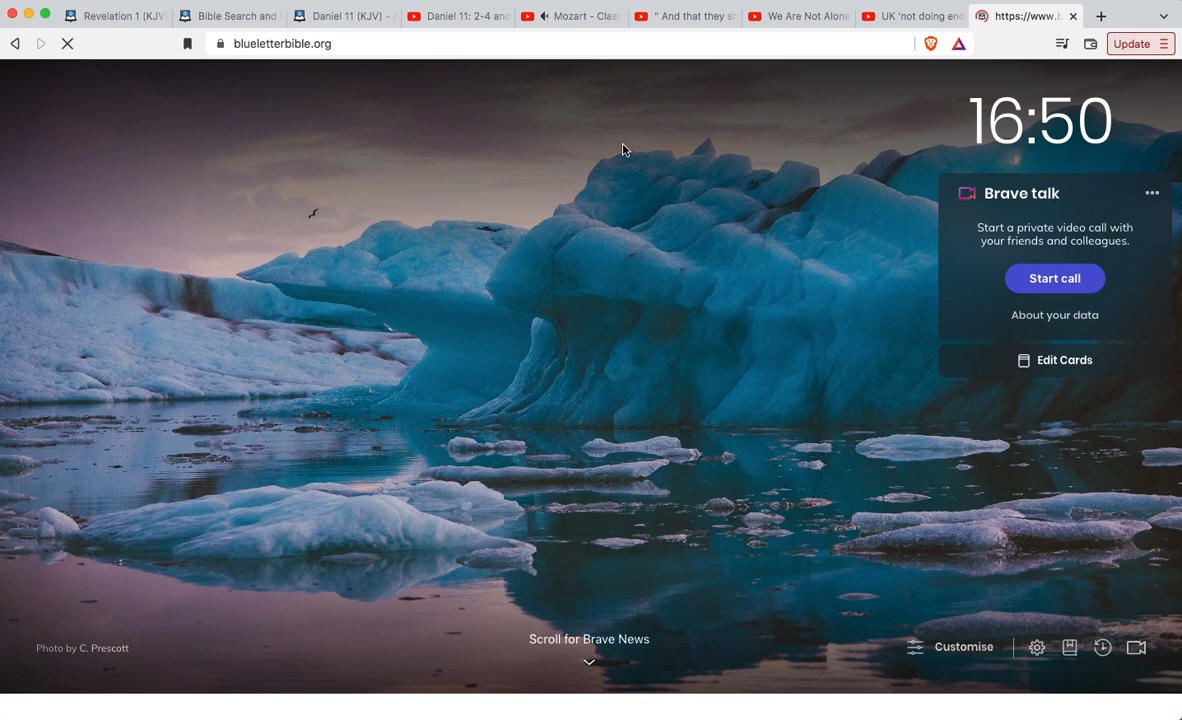 Revelation 1 (KJV)
Bible Search and
Daniel 11 (KJV) -
Daniel 11: 2-4 and
Mozart - Clas
" And that they sh
We Are Not Alone
UK 'not doing eno
https://www.b
blueletterbible.org
Update
16:50
Brave talk
Start a private video call with
your friends and colleagues.
Start call
About your data
Edit Cards
Scroll for Brave News
Photo by C. Prescott
Customise